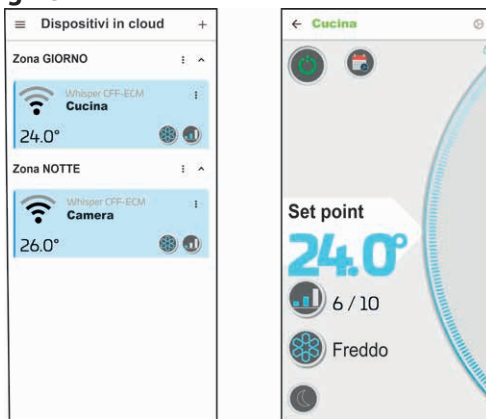 Dispositivi in cloud
Zona GIORNO
Whisper CFF-ECM
Cucina
24.0°
Zona NOTTE
Whisper CFF-ECM
Camera
26.0°
Cucina
Set point
24.0°
6 / 10
Freddo